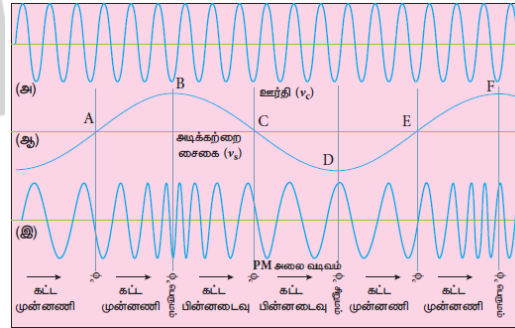 (அ)
B
ஊர்தி (vc)
F
A
(ஆ)
அடிக்கற்றை
சைகை (vs)
C
E
D
(இ)
PM அலை வடிவம்
கட்ட
முன்னணி
கட்ட
முன்னணி
கட்ட
பின்னடைவு
கட்ட
பின்னடைவு
கட்ட
முன்னணி
கட்ட
முன்னணி